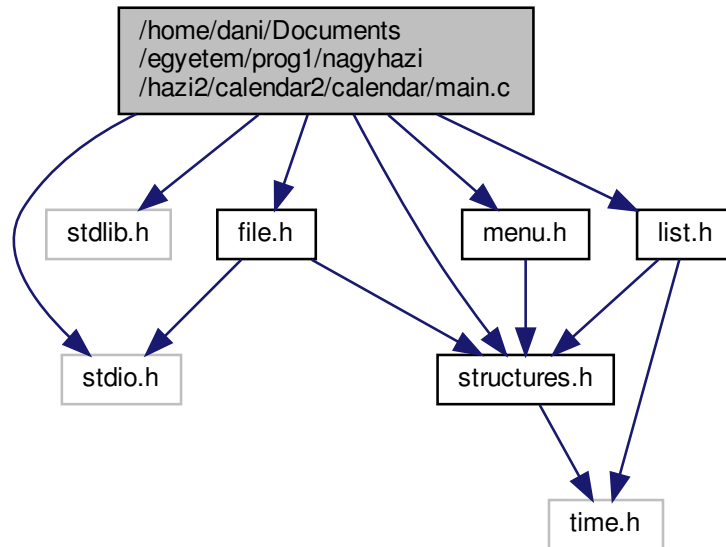 /home/dani/Documents
/egyetem/prog1/nagyhazi
/hazi2/calendar2/calendar/main.c
stdlib.h
file.h
menu.h
list.h
stdio.h
structures.h
time.h